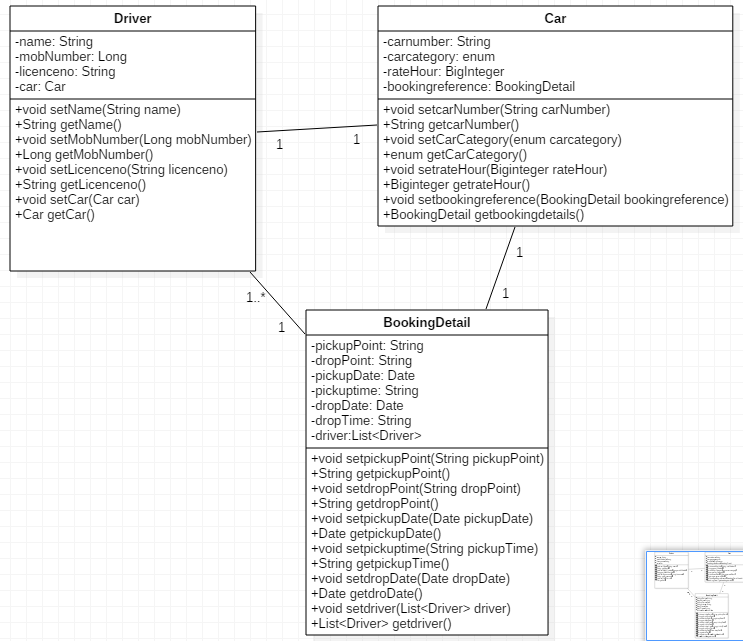 Driver
-name: String
-mobNumber: Long
-licenceno: String
-car: Car
+void setName(String name)
+String getName()
+void setMobNumber(Long mobNumber)
+Long getMobNumber()
+void setLicenceno(String licenceno)
+String getLicenceno()
+void setCar(Car car)
+Car getCar()
1
1
Car
-carnumber: String
-carcategory: enum
-rateHour: BigInteger
-bookingreference: BookingDetail
+void setcarNumber(String carNumber)
+String getcarNumber()
+void setCarCategory(enum carcategory)
+enum getCarCategory()
+void setrateHour(Biginteger rateHour)
+Biginteger getrateHour()
+void setbookingreference(BookingDetail bookingreference)
+BookingDetail getbookingdetails()
1
1
1..*
1
BookingDetail
-pickupPoint: String
-dropPoint: String
-pickupDate: Date
-pickuptime: String
-dropDate: Date
-dropTime: String
-driver:List<Driver>
+void setpickupPoint(String pickupPoint)
+String getpickupPoint()
+void setdropPoint(String dropPoint)
+String getdropPoint()
+void setpickupDate(Date pickupDate)
+Date getpickupDate()
+void setpickuptime(String pickupTime)
+String getpickupTime()
+void setdropDate(Date dropDate)
+Date getdroDate()
+void setdriver(List<Driver> driver)
+List<Driver> getdriver()